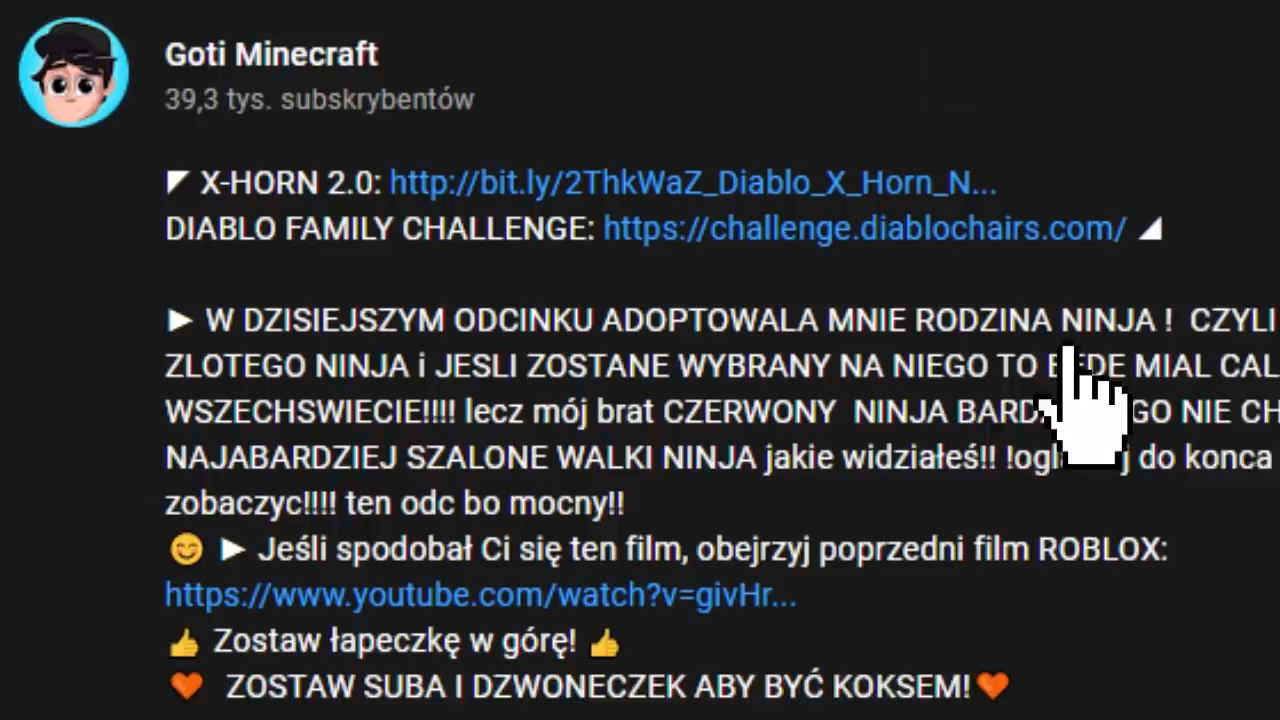 Goti Minecraft
39,3 tys. subskrybentów
◤ X-HORN 2.0: http://bit.ly/2ThkWaZ_Diablo_X_Horn_N...
DIABLO FAMILY CHALLENGE: https://challenge.diablochairs.com/ ◢
► W DZISIEJSZYM ODCINKU ADOPTOWALA MNIE RODZINA NINJA ! CZYLI
ZLOTEGO NINJA i JESLI ZOSTANE WYBRANY NA NIEGO TO MIAL CAL
WSZECHSWIECIE!!!! lecz mój brat CZERWONY NINJA NIE CH
NAJABARDZIEJ SZALONE WALKI NINJA jakie widziałeś!! do konca
zobaczyc!!!! ten odc bo mocny!!
😊 ► Jeśli spodobał Ci się ten film, obejrzyj poprzedni film ROBLOX:
https://www.youtube.com/watch?v=givHr...
👍 Zostaw łapeczkę w górę! 👍
🧡 ZOSTAW SUBA I DZWONECZEK ABY BYĆ KOKSEM!🧡